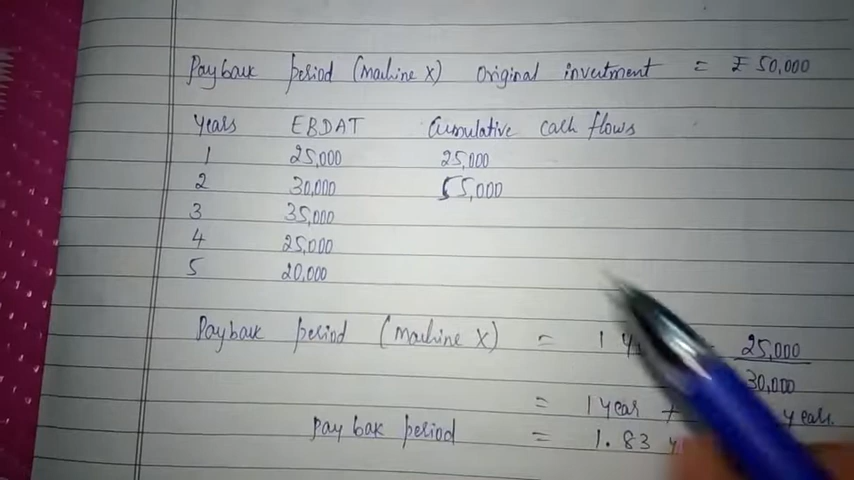 Payback period (machine X) Original investment = ₹ 50,000
Years EBDAT Cumulative cash flows
1 25,000 25,000
2 30,000 55,000
3 35,000
4 25,000
5 20,000
Payback period (Machine X) = 1 25,000
30,000
= 1 year + years.
Paybak period = 1.83